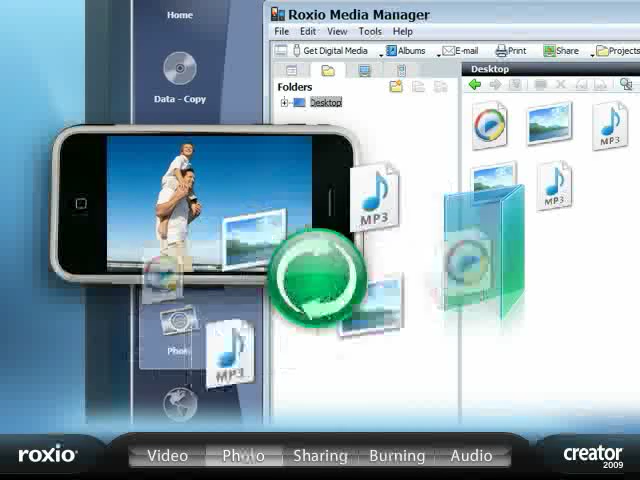 Home
Data - Copy
Roxio Media Manager
File Edit View Tools Help
Get Digital Media Albums E-mail Print Share Projects
Folders
Desktop
Desktop
MP3
MP3
MP3
MP3
Photo
roxio
Video Photo Sharing Burning Audio
creator
2009